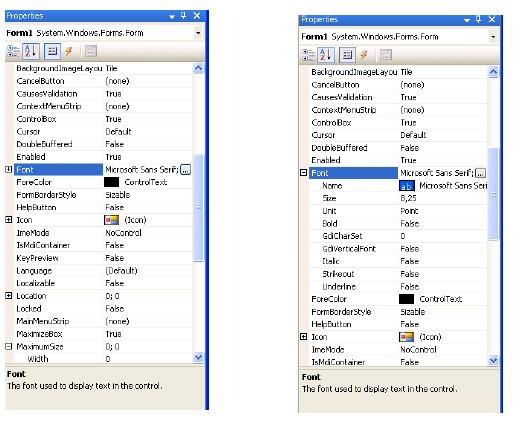 Properties
Form1 System.Windows.Forms.Form
BackgroundImageLayou Tile
CancelButton (none)
CausesValidation True
ContextMenuStrip (none)
ControlBox True
Cursor Default
DoubleBuffered False
Enabled True
Font Microsoft Sans Serif; ...
ForeColor ControlText
FormBorderStyle Sizable
HelpButton False
Icon (Icon)
ImeMode NoControl
IsMdiContainer False
KeyPreview False
Language (Default)
Localizable False
Location 0; 0
Locked False
MainMenuStrip (none)
MaximizeBox True
MaximumSize 0; 0
Width 0
Font
The font used to display text in the control.
Properties
Form1 System.Windows.Forms.Form
BackgroundImageLayou Tile
CancelButton (none)
CausesValidation True
ContextMenuStrip (none)
ControlBox True
Cursor Default
DoubleBuffered False
Enabled True
Font Microsoft Sans Serif; ...
Name ab Microsoft Sans Seri
Size 8,25
Unit Point
Bold False
GdiCharSet 0
GdiVerticalFont False
Italic False
Strikeout False
Underline False
ForeColor ControlText
FormBorderStyle Sizable
HelpButton False
Icon (Icon)
ImeMode NoControl
IsMdiContainer False
Font
The font used to display text in the control.